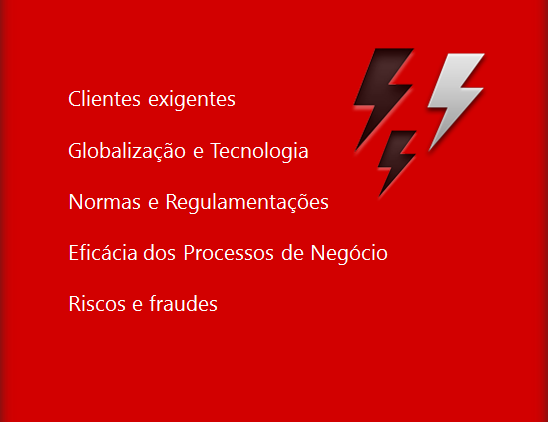 Clientes exigentes
Globalização e Tecnologia
Normas e Regulamentações
Eficácia dos Processos de Negócio
Riscos e fraudes